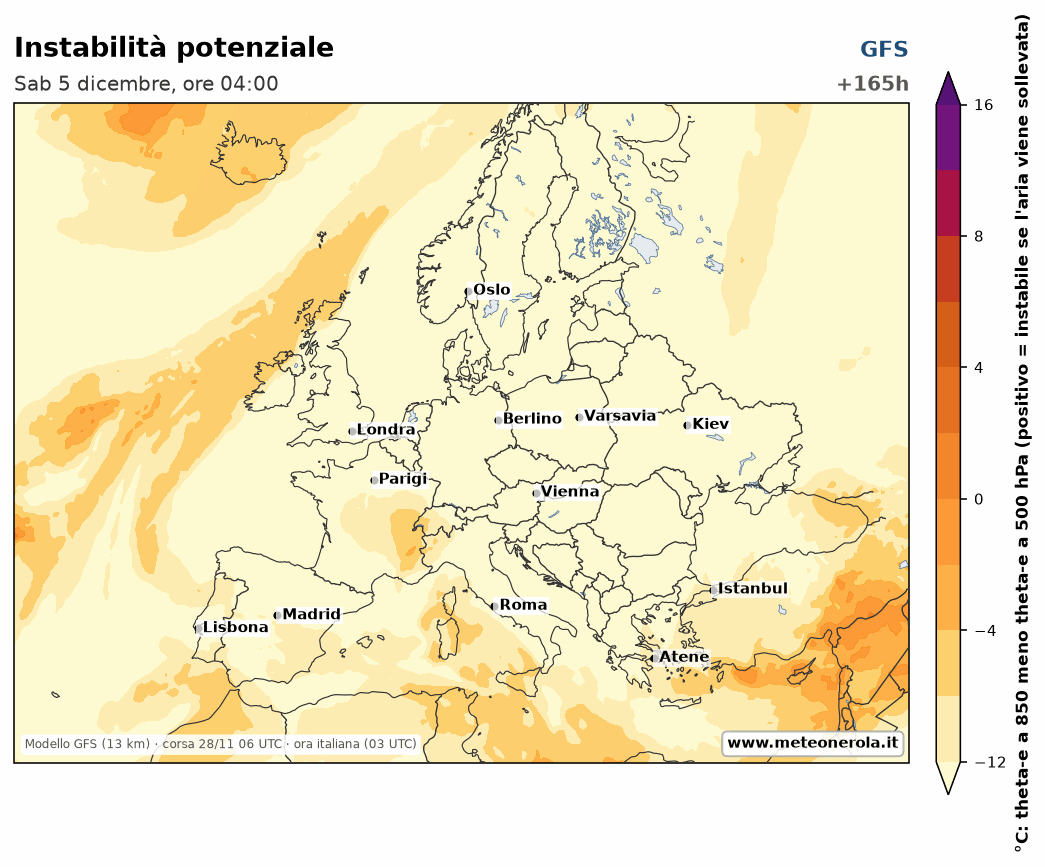 Instabilità potenziale
GFS
Sab 5 dicembre, ore 04:00
+165h
Oslo
Berlino
Varsavia
Kiev
Londra
Parigi
Vienna
Istanbul
Roma
Madrid
Lisbona
Atene
Modello GFS (13 km) · corsa 28/11 06 UTC · ora italiana (03 UTC)
www.meteonerola.it
16
8
4
0
−4
−12
°C: theta-e a 850 meno theta-e a 500 hPa (positivo = instabile se l'aria viene sollevata)